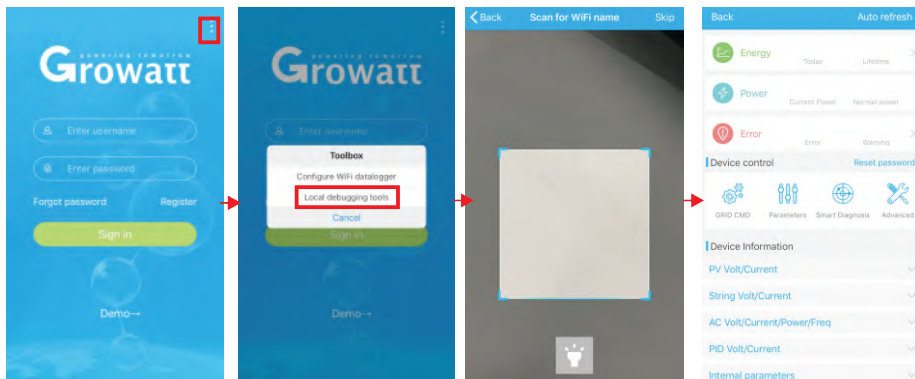 powering tomorrow
Growatt
Enter username
Enter password
Forgot password
Register
Sign in
Demo→
powering tomorrow
Growatt
Enter username
Toolbox
Configure WiFi datalogger
Local debugging tools
Cancel
Sign in
Demo→
Back
Scan for WiFi name
Skip
Back
Auto refresh
Energy
Today
Lifetime
Power
Current Power
Normal power
Error
Error
Warning
Device control
Reset password
GRID CMD
Parameters
Smart Diagnosis
Advanced
Device Information
PV Volt/Current
String Volt/Current
AC Volt/Current/Power/Freq
PID Volt/Current
Internal parameters